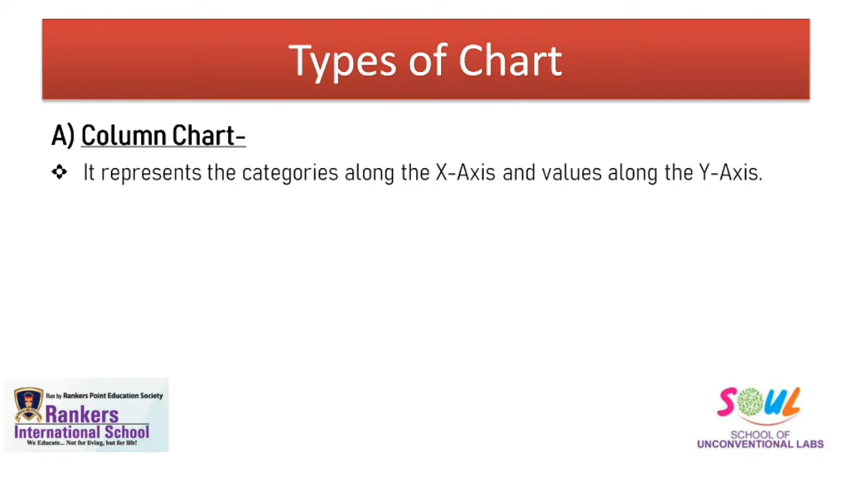 Types of Chart
A) Column Chart-
It represents the categories along the X-Axis and values along the Y-Axis.
Run by Rankers Point Education Society
Rankers
International School
We Educate... Not for living, but for life!
SOUL
SCHOOL OF
UNCONVENTIONAL LABS